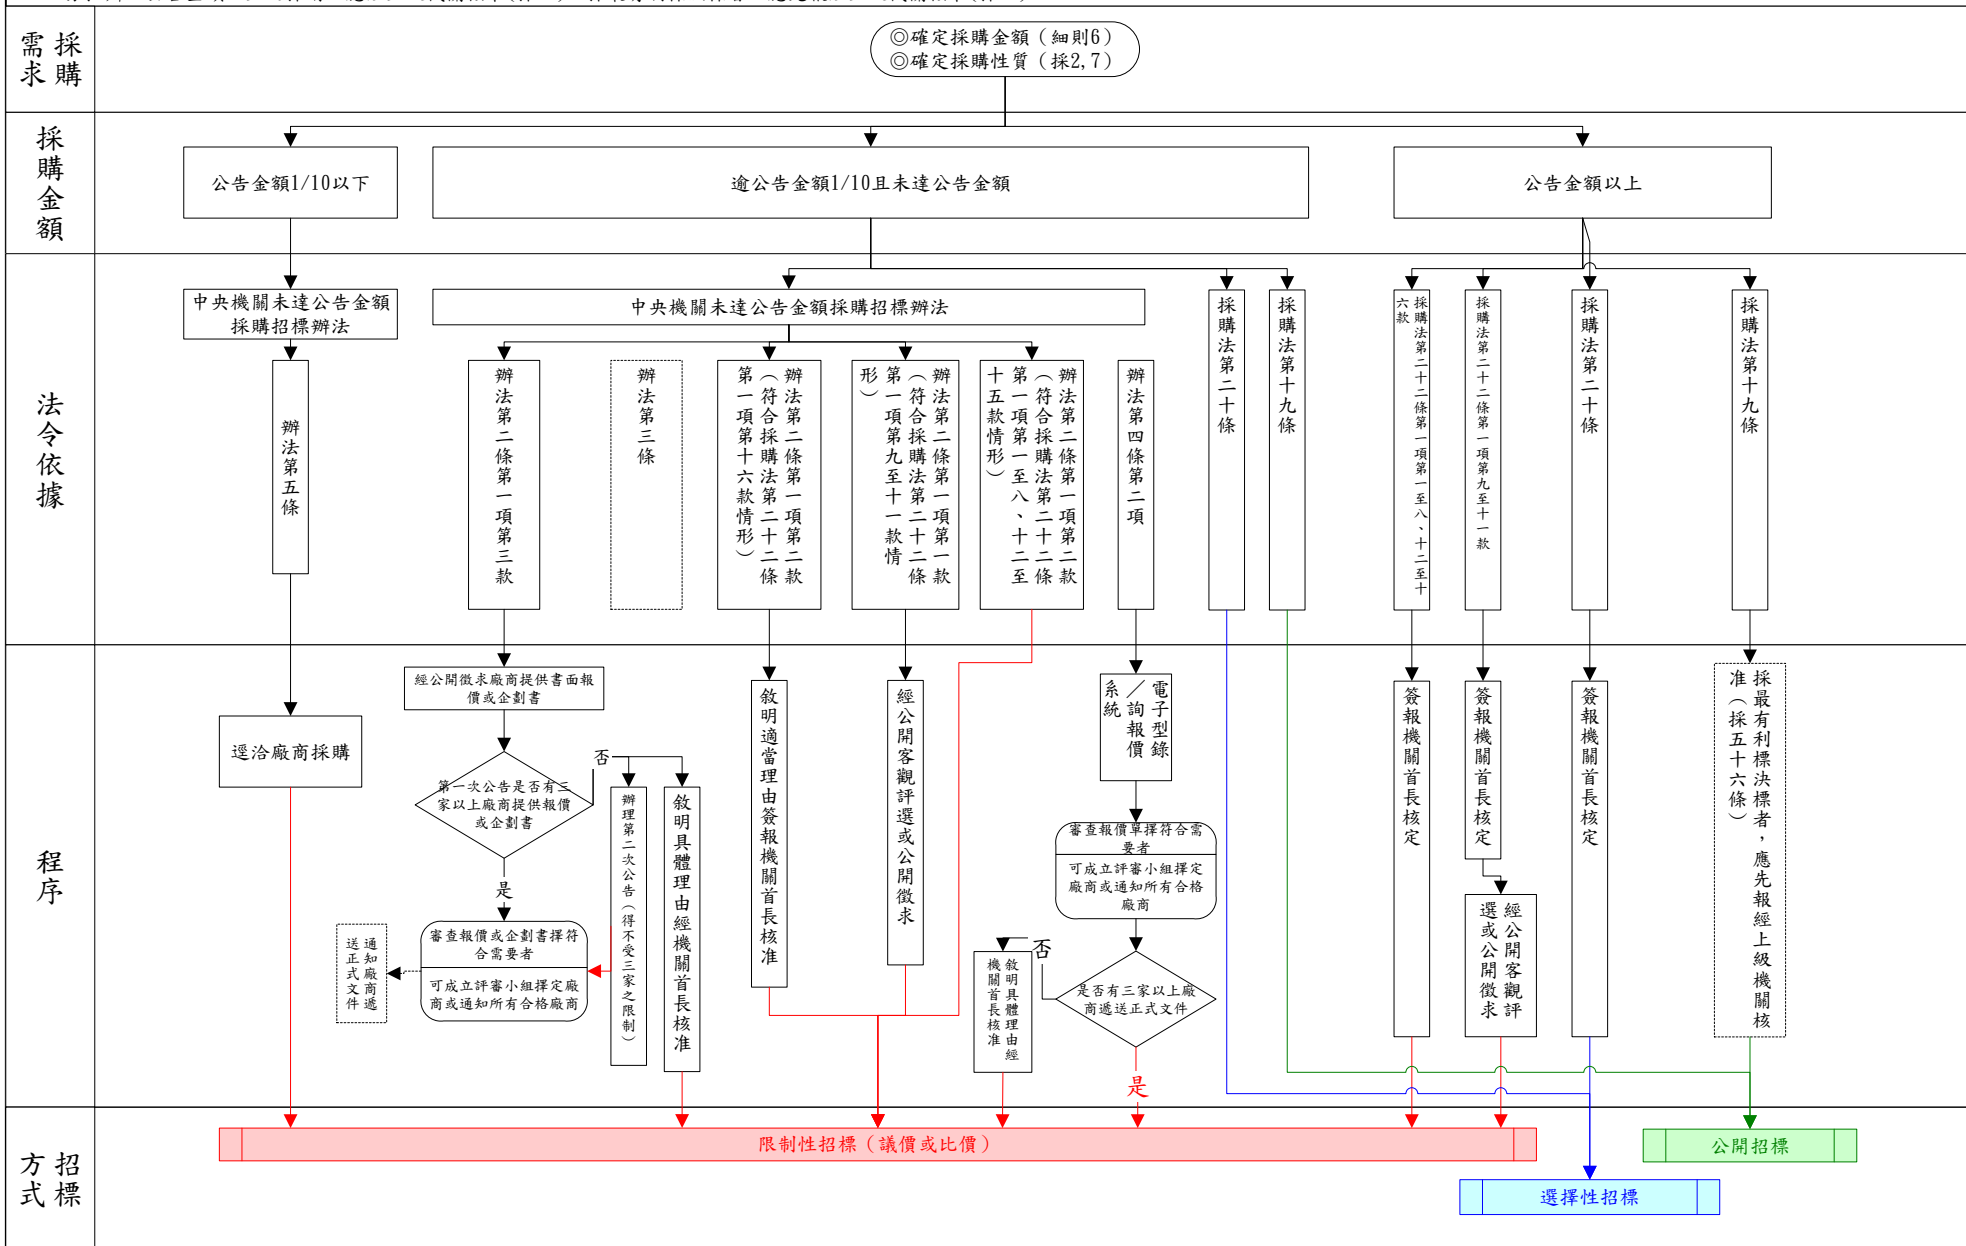 採購
需求
◎確定採購金額（細則6）
◎確定採購性質（採2,7）
採購金額
公告金額1/10以下
逾公告金額1/10且未達公告金額
公告金額以上
法令依據
中央機關未達公告金額
採購招標辦法
中央機關未達公告金額採購招標辦法
採購法第二十條
採購法第十九條
採購法第二十二條第一項第一至八、十二至十
六款
採購法第二十二條第一項第九至十一款
採購法第二十條
採購法第十九條
辦法第五條
辦法第二條第一項第三款
辦法第三條
辦法第二條第一項第二款
（符合採購法第二十二條
第一項第十六款情形）
辦法第二條第一項第一款
（符合採購法第二十二條
第一項第九至十一款情
形）
辦法第二條第一項第二款
（符合採購法第二十二條
第一項第一至八、十二至
十五款情形）
辦法第四條第二項
程序
逕洽廠商採購
經公開徵求廠商提供書面報
價或企劃書
第一次公告是否有三
家以上廠商提供報價
或企劃書
否
是
辦理第二次公告（得不受三家之限制）
敘明具體理由經機關首長核准
審查報價或企劃書擇符
合需要者
可成立評審小組擇定廠
商或通知所有合格廠商
通知廠商遞
送正式文件
敘明適當理由簽報機關首長核准
經公開客觀評選或公開徵求
電子型錄
／詢報價
系統
審查報價單擇符合需
要者
可成立評審小組擇定
廠商或通知所有合格
廠商
是否有三家以上廠
商遞送正式文件
否
敘明具體理由經
機關首長核准
是
簽報機關首長核定
簽報機關首長核定
經公開客觀評
選或公開徵求
簽報機關首長核定
採最有利標決標者，應先報經上級機關核
准（採五十六條）
招標
方式
限制性招標（議價或比價）
公開招標
選擇性招標